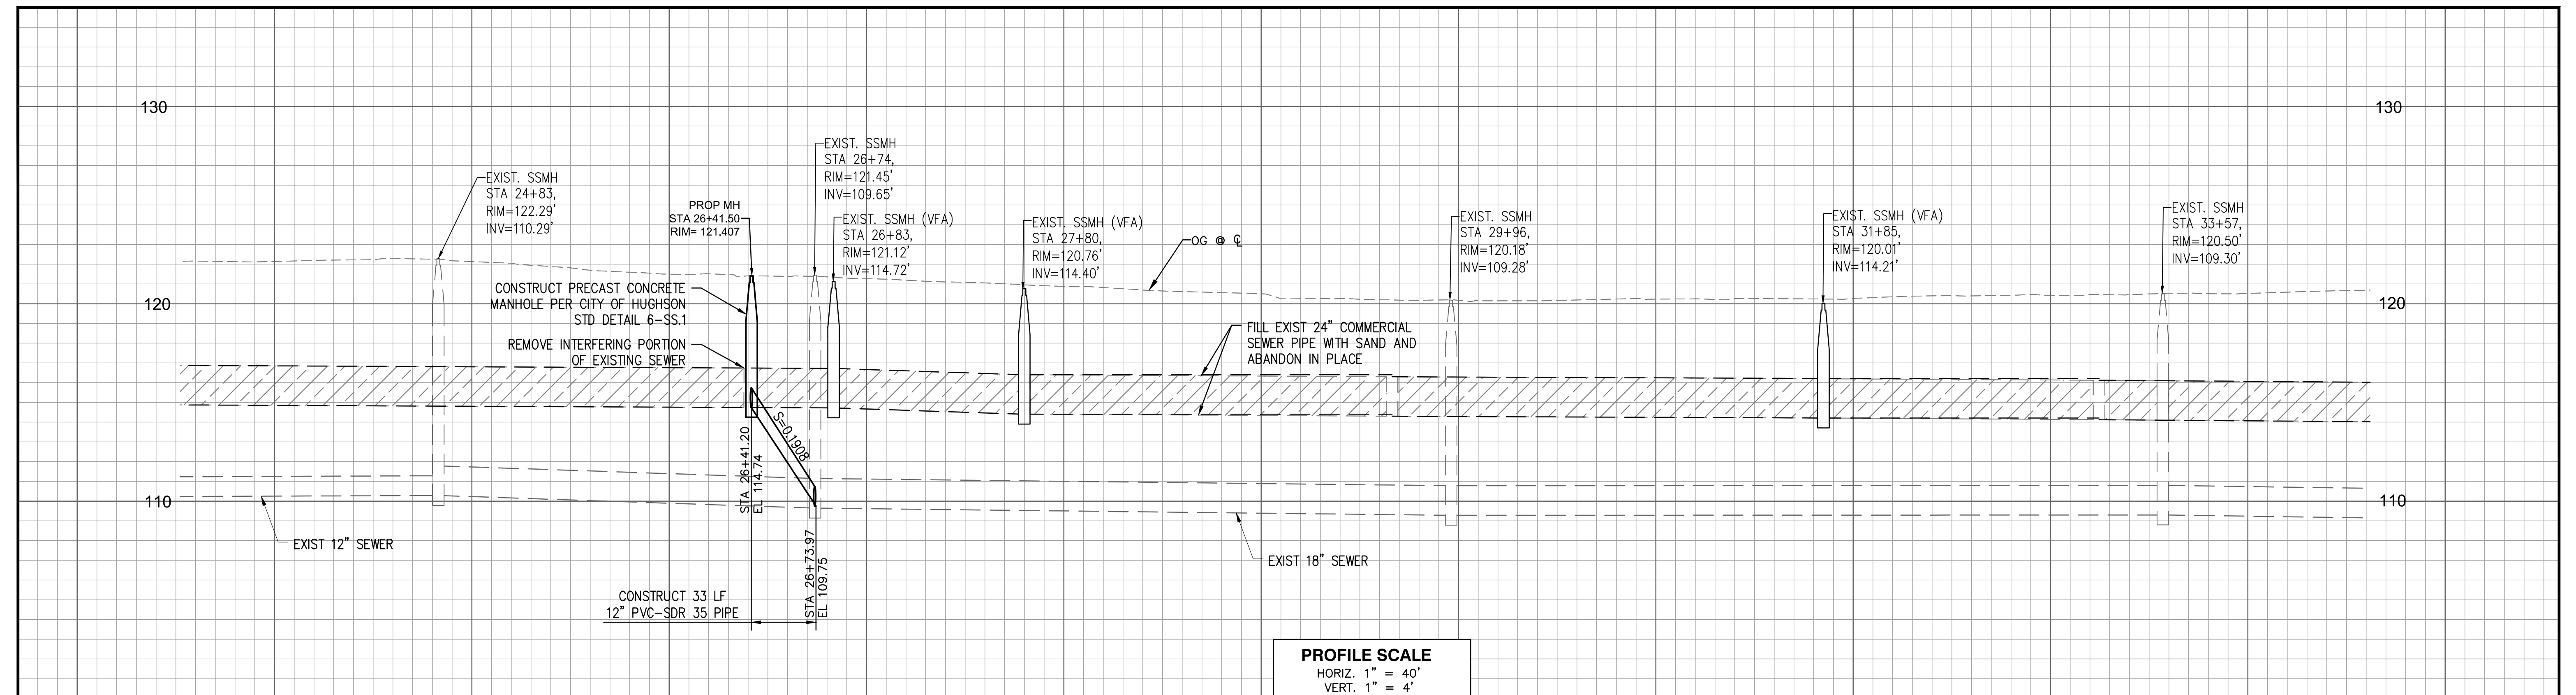 130
130
EXIST. SSMH
STA 24+83,
RIM=122.29'
INV=110.29'
PROP MH
STA 26+41.50
RIM= 121.407
EXIST. SSMH
STA 26+74,
RIM=121.45'
INV=109.65'
EXIST. SSMH (VFA)
STA 26+83,
RIM=121.12'
INV=114.72'
EXIST. SSMH (VFA)
STA 27+80,
RIM=120.76'
INV=114.40'
OG @ ℄
EXIST. SSMH
STA 29+96,
RIM=120.18'
INV=109.28'
EXIST. SSMH (VFA)
STA 31+85,
RIM=120.01'
INV=114.21'
EXIST. SSMH
STA 33+57,
RIM=120.50'
INV=109.30'
CONSTRUCT PRECAST CONCRETE
MANHOLE PER CITY OF HUGHSON
STD DETAIL 6-SS.1
120
120
REMOVE INTERFERING PORTION
OF EXISTING SEWER
FILL EXIST 24" COMMERCIAL
SEWER PIPE WITH SAND AND
ABANDON IN PLACE
S=0.1908
STA 26+41.20
EL 114.74
110
110
EXIST 12" SEWER
STA 26+73.97
EL 109.75
EXIST 18" SEWER
CONSTRUCT 33 LF
12" PVC-SDR 35 PIPE
PROFILE SCALE
HORIZ. 1" = 40'
VERT. 1" = 4'